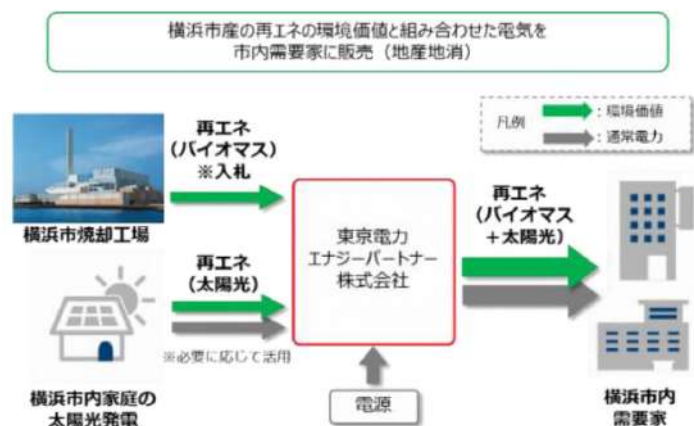 横浜市産の再エネの環境価値と組み合わせた電気を
市内需要家に販売（地産地消）
凡例
：環境価値
：通常電力
再エネ
（バイオマス）
※入札
横浜市焼却工場
再エネ
（太陽光）
※必要に応じて活用
横浜市内家庭の
太陽光発電
東京電力
エナジーパートナー
株式会社
電源
再エネ
（バイオマス
＋太陽光）
横浜市内
需要家